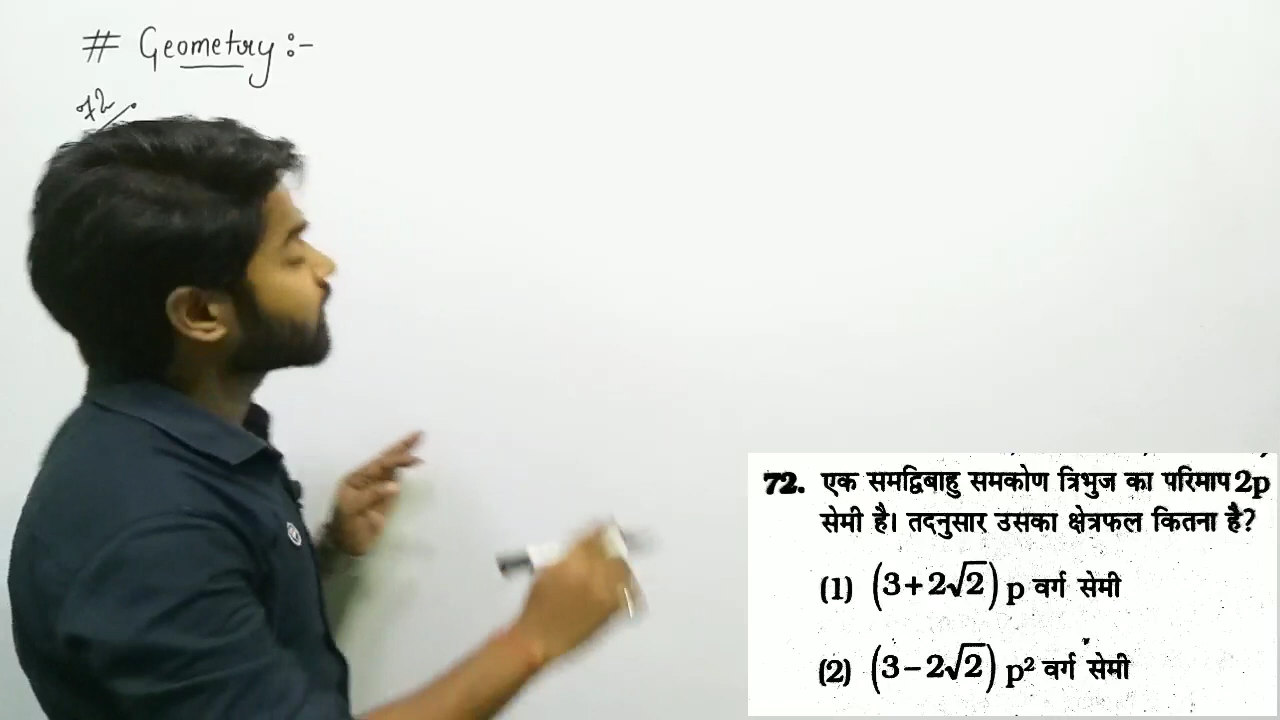 # Geometry :-
72
72. एक समद्विबाहु समकोण त्रिभुज का परिमाप 2p
सेमी है। तदनुसार उसका क्षेत्रफल कितना है?
(1) (3+2√2) p वर्ग सेमी
(2) (3-2√2) p² वर्ग सेमी